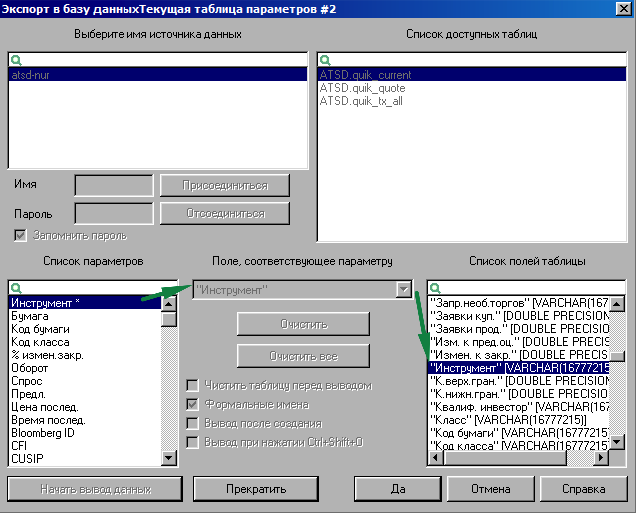 Экспорт в базу данныхТекущая таблица параметров #2
Выберите имя источника данных
Список доступных таблиц
atsd-nur
ATSD.quik_current
ATSD.quik_quote
ATSD.quik_tx_all
Имя
Присоединиться
Пароль
Отсоединиться
Запомнить пароль
Список параметров
Поле, соответствующее параметру
Список полей таблицы
Инструмент *
Бумага
Код бумаги
Код класса
% измен.закр.
Оборот
Спрос
Предл.
Цена послед.
Время послед.
Bloomberg ID
CFI
CUSIP
"Инструмент"
Очистить
Очистить все
Чистить таблицу перед выводом
Формальные имена
Вывод после создания
Вывод при нажатии Ctrl+Shift+O
"Запр.необ.торгов" [VARCHAR(167
"Заявки куп." [DOUBLE PRECISION
"Заявки прод." [DOUBLE PRECISIO
"Изм. к пред.оц." [DOUBLE PRECIS
"Измен. к закр." [DOUBLE PRECISI
"Инструмент" [VARCHAR(16777215
"К.верх.гран." [DOUBLE PRECISION
"К.нижн.гран." [DOUBLE PRECISIO
"Квалиф. инвестор" [VARCHAR(167
"Класс" [VARCHAR(16777215)]
"Код бумаги" [VARCHAR(16777215)
"Код класса" [VARCHAR(16777215)
Начать вывод данных
Прекратить
Да
Отмена
Справка